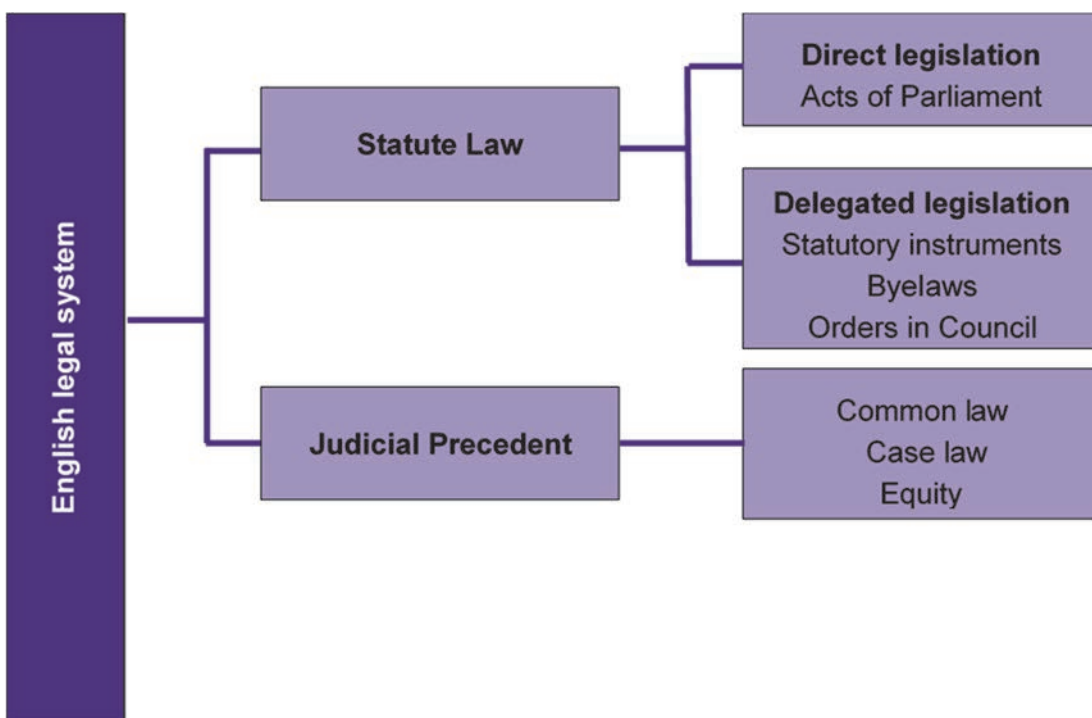 English legal system
Statute Law
Direct legislation
Acts of Parliament
Delegated legislation
Statutory instruments
Byelaws
Orders in Council
Judicial Precedent
Common law
Case law
Equity